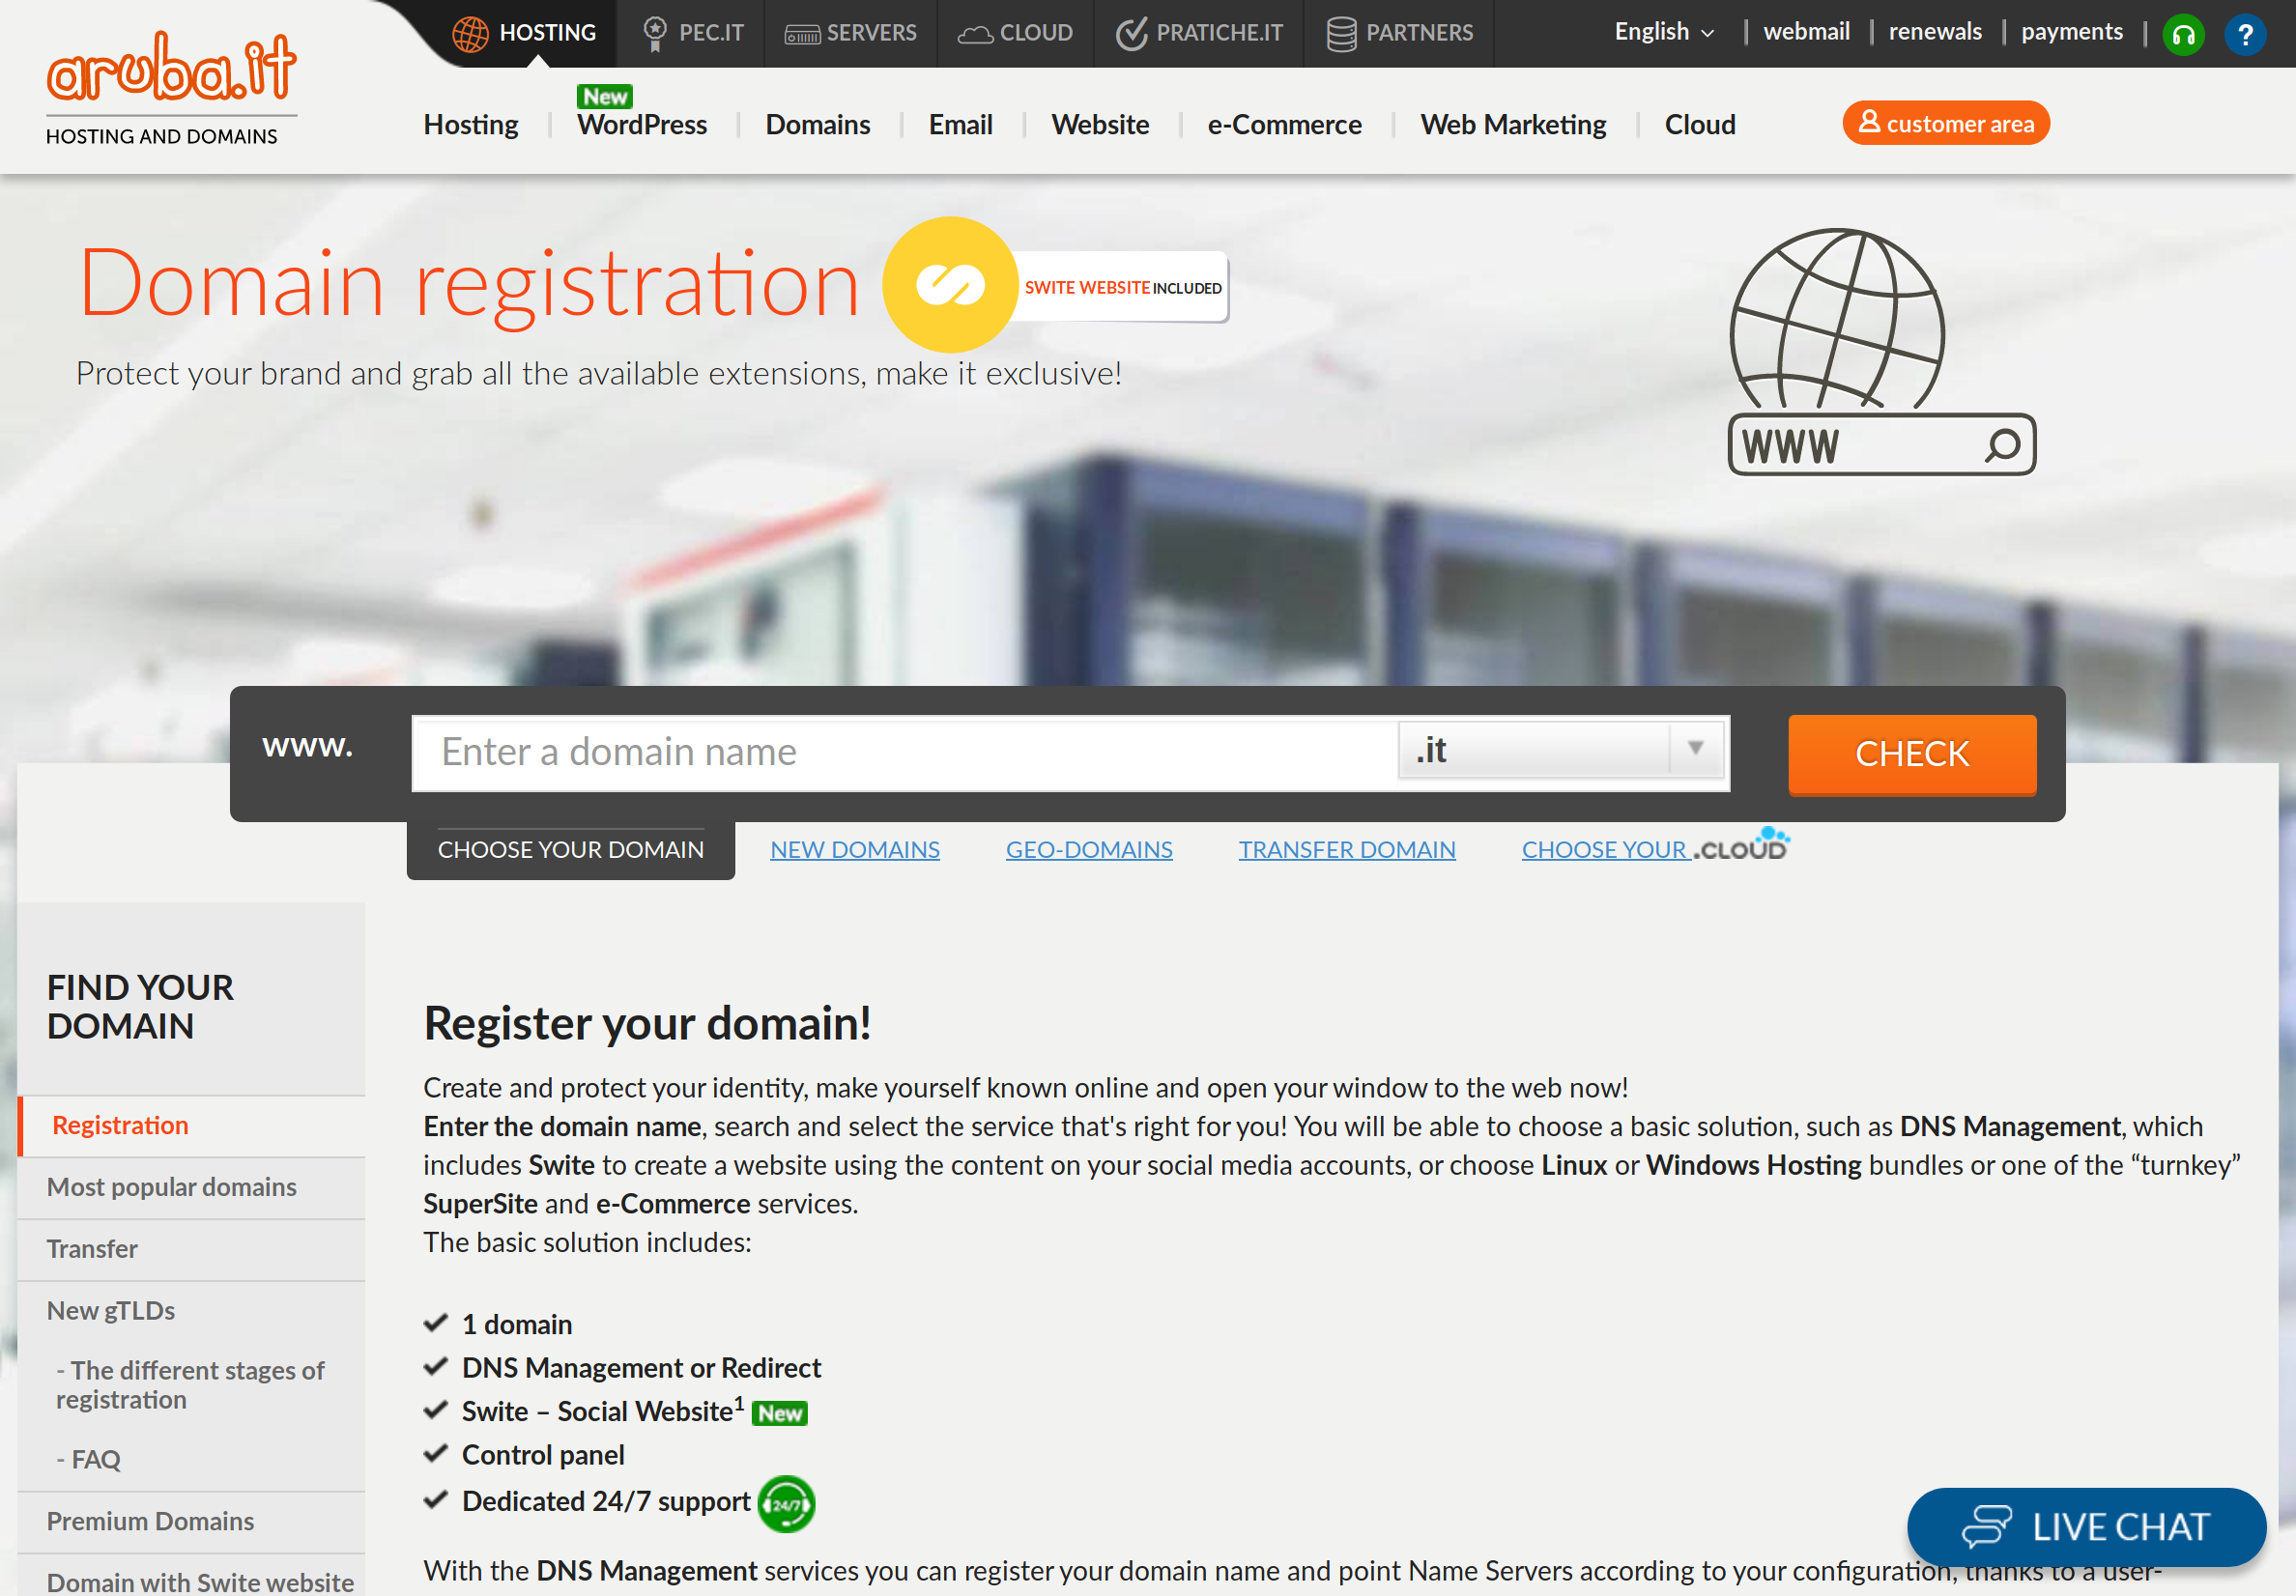 aruba.it
HOSTING AND DOMAINS
HOSTING
PEC.IT
SERVERS
CLOUD
PRATICHE.IT
PARTNERS
English
webmail
renewals
payments
?
Hosting
New
WordPress
Domains
Email
Website
e-Commerce
Web Marketing
Cloud
customer area
Domain registration
SWITE WEBSITE INCLUDED
Protect your brand and grab all the available extensions, make it exclusive!
WWW
www.
Enter a domain name
.it
CHECK
CHOOSE YOUR DOMAIN
NEW DOMAINS
GEO-DOMAINS
TRANSFER DOMAIN
CHOOSE YOUR .CLOUD
FIND YOUR
DOMAIN
Registration
Most popular domains
Transfer
New gTLDs
- The different stages of
registration
- FAQ
Premium Domains
Domain with Swite website
Register your domain!
Create and protect your identity, make yourself known online and open your window to the web now!
Enter the domain name, search and select the service that's right for you! You will be able to choose a basic solution, such as DNS Management, which
includes Swite to create a website using the content on your social media accounts, or choose Linux or Windows Hosting bundles or one of the “turnkey”
SuperSite and e-Commerce services.
The basic solution includes:
1 domain
DNS Management or Redirect
Swite – Social Website1 New
Control panel
Dedicated 24/7 support 24/7
With the DNS Management services you can register your domain name and point Name Servers according to your configuration, thanks to a user-
LIVE CHAT